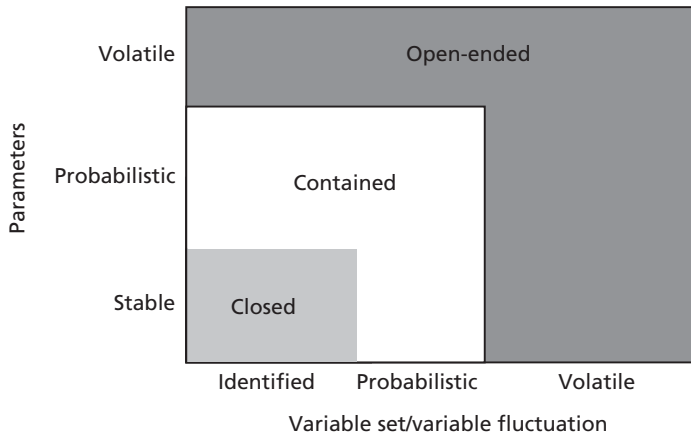 Volatile
Open-ended
Parameters
Probabilistic
Contained
Stable
Closed
Identified
Probabilistic
Volatile
Variable set/variable fluctuation